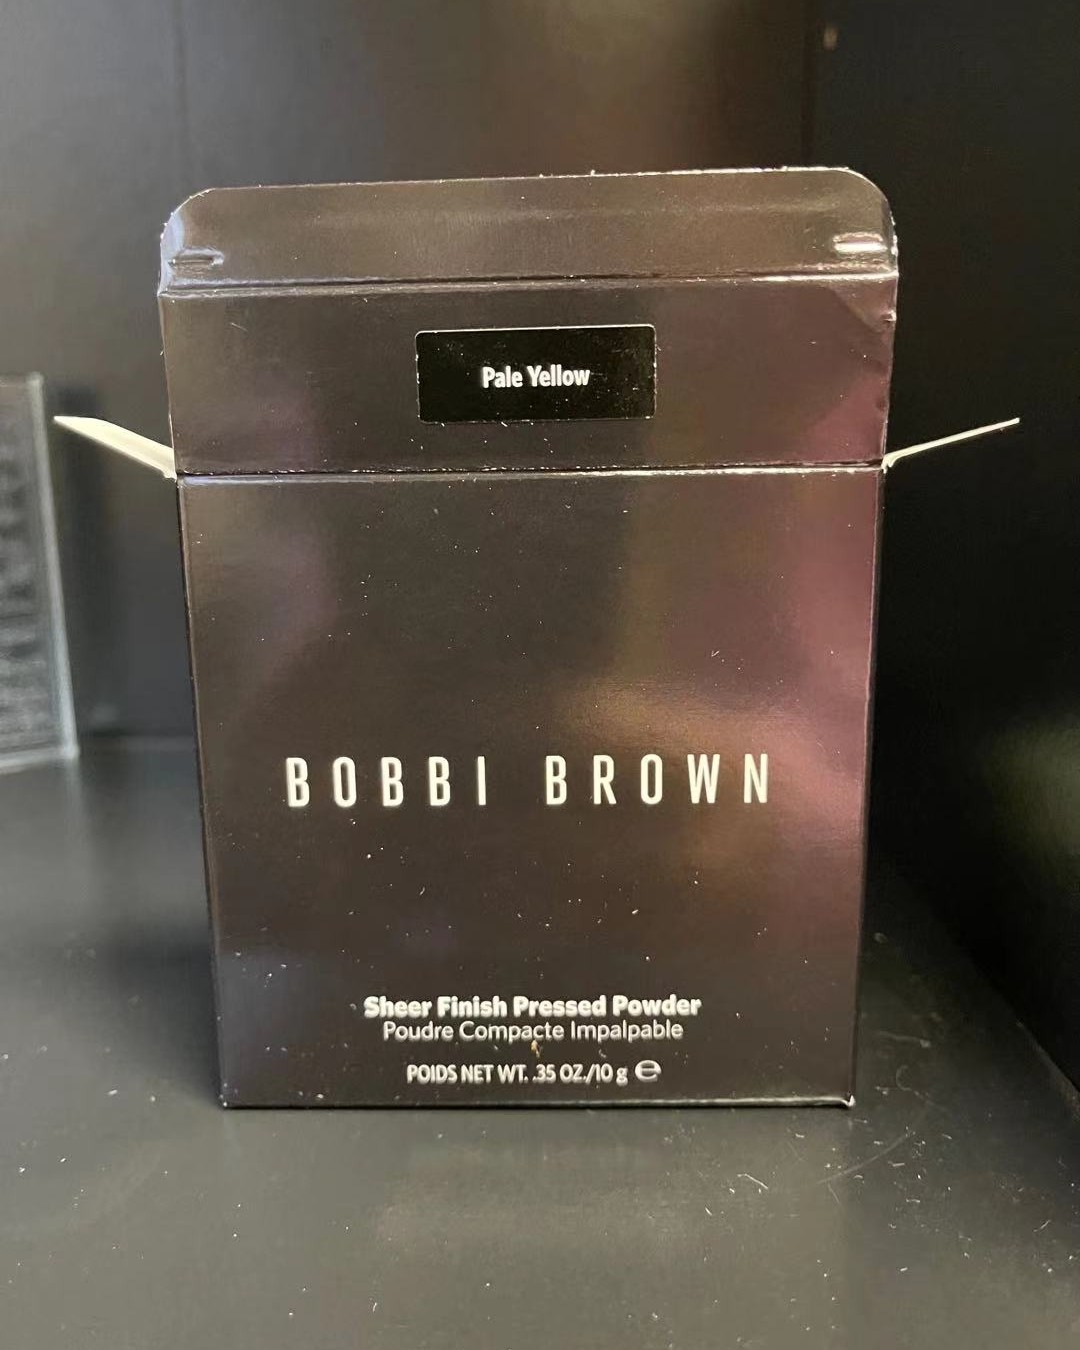 Pale Yellow
BOBBI BROWN
Sheer Finish Pressed Powder
Poudre Compacte Impalpable
POIDS NET WT. .35 OZ./10 g ℮